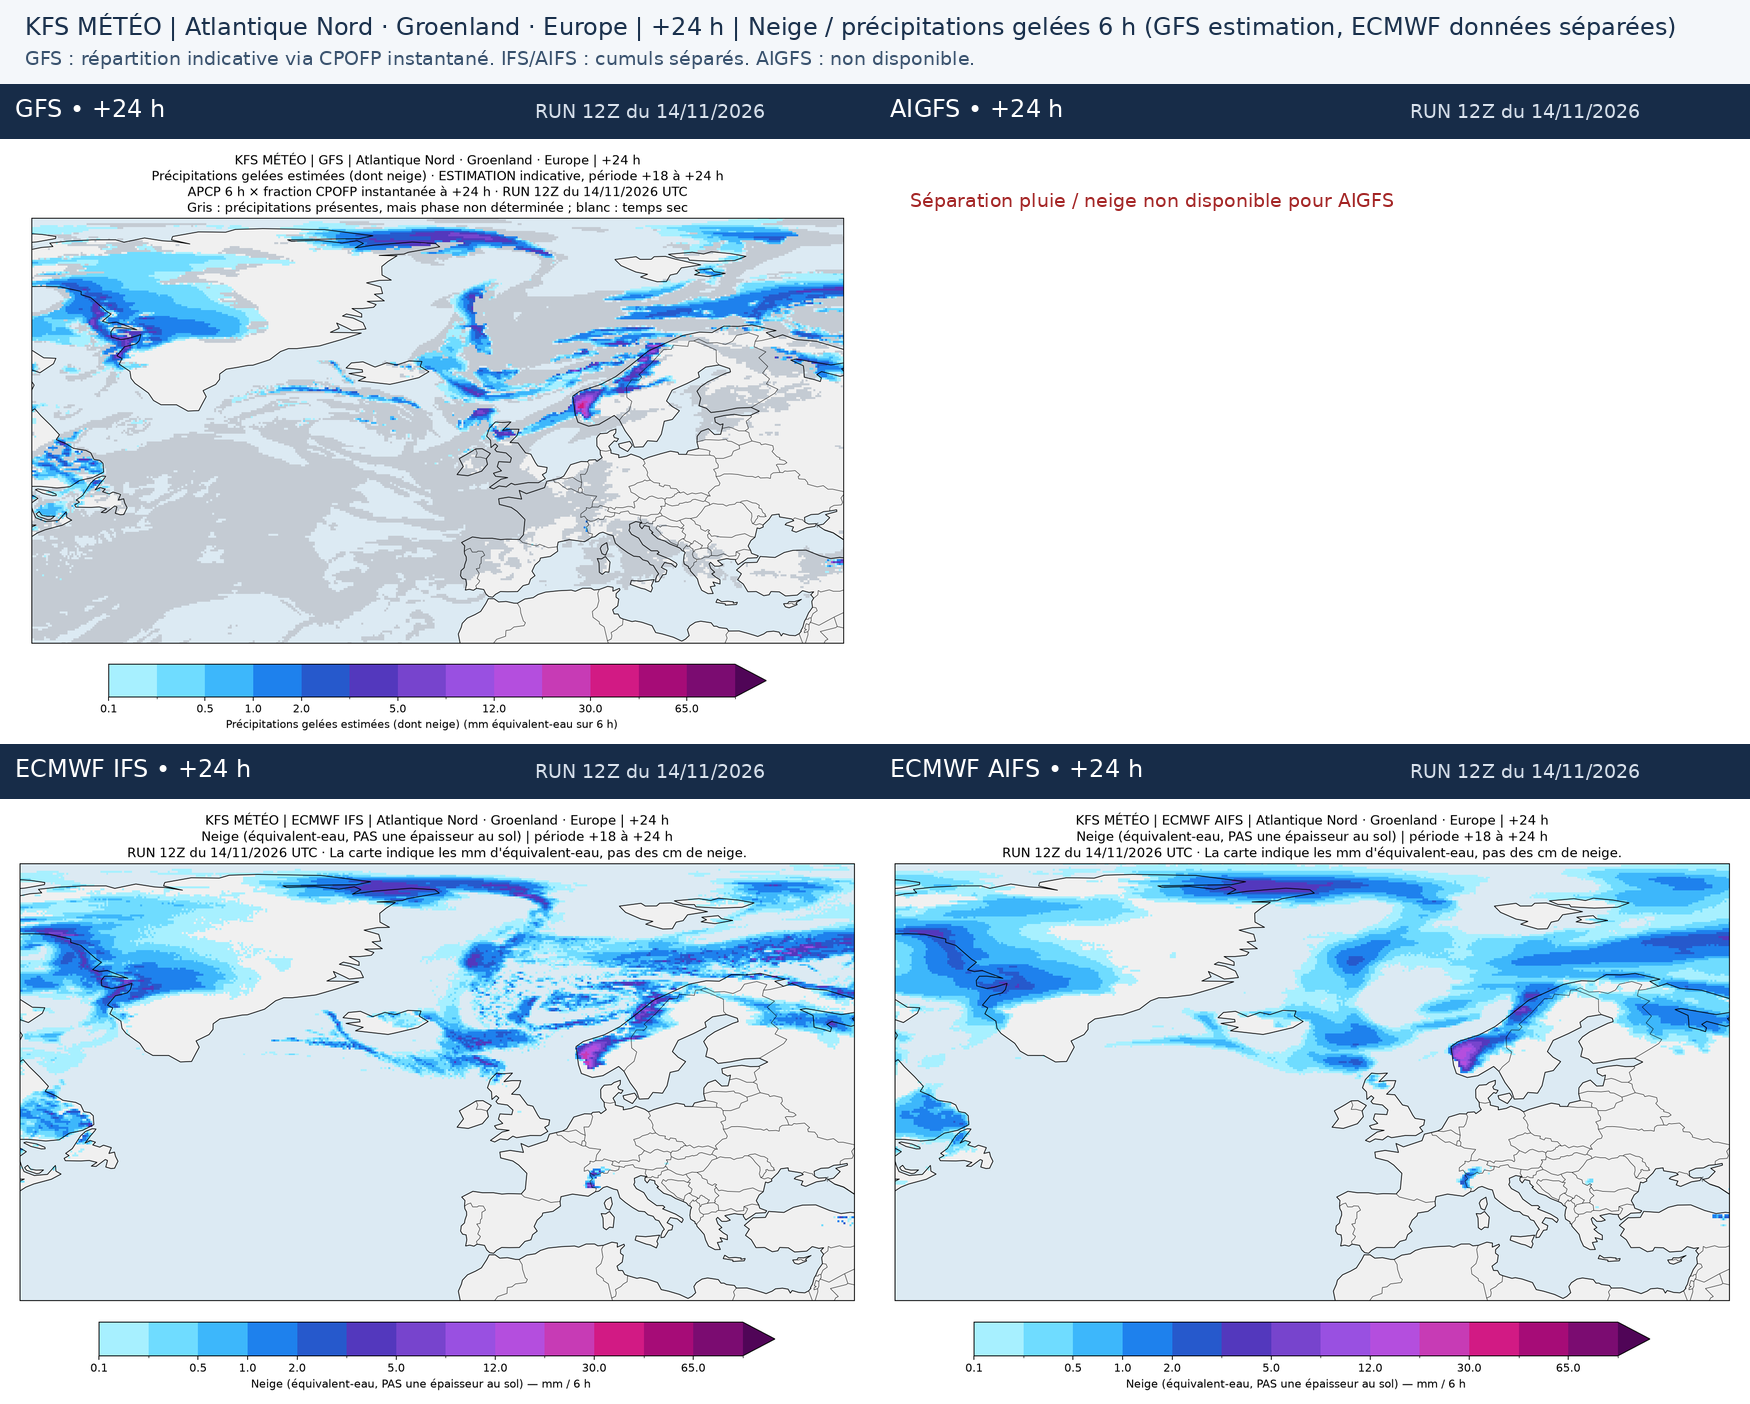 KFS MÉTÉO | Atlantique Nord · Groenland · Europe | +24 h | Neige / précipitations gelées 6 h (GFS estimation, ECMWF données séparées)
GFS : répartition indicative via CPOFP instantané. IFS/AIFS : cumuls séparés. AIGFS : non disponible.
GFS • +24 h
RUN 12Z du 14/11/2026
AIGFS • +24 h
RUN 12Z du 14/11/2026
KFS MÉTÉO | GFS | Atlantique Nord · Groenland · Europe | +24 h
Précipitations gelées estimées (dont neige) · ESTIMATION indicative, période +18 à +24 h
APCP 6 h × fraction CPOFP instantanée à +24 h · RUN 12Z du 14/11/2026 UTC
Gris : précipitations présentes, mais phase non déterminée ; blanc : temps sec
Séparation pluie / neige non disponible pour AIGFS
0.1 0.5 1.0 2.0 5.0 12.0 30.0 65.0
Précipitations gelées estimées (dont neige) (mm équivalent-eau sur 6 h)
ECMWF IFS • +24 h
RUN 12Z du 14/11/2026
ECMWF AIFS • +24 h
RUN 12Z du 14/11/2026
KFS MÉTÉO | ECMWF IFS | Atlantique Nord · Groenland · Europe | +24 h
Neige (équivalent-eau, PAS une épaisseur au sol) | période +18 à +24 h
RUN 12Z du 14/11/2026 UTC · La carte indique les mm d'équivalent-eau, pas des cm de neige.
KFS MÉTÉO | ECMWF AIFS | Atlantique Nord · Groenland · Europe | +24 h
Neige (équivalent-eau, PAS une épaisseur au sol) | période +18 à +24 h
RUN 12Z du 14/11/2026 UTC · La carte indique les mm d'équivalent-eau, pas des cm de neige.
0.1 0.5 1.0 2.0 5.0 12.0 30.0 65.0
Neige (équivalent-eau, PAS une épaisseur au sol) — mm / 6 h
0.1 0.5 1.0 2.0 5.0 12.0 30.0 65.0
Neige (équivalent-eau, PAS une épaisseur au sol) — mm / 6 h